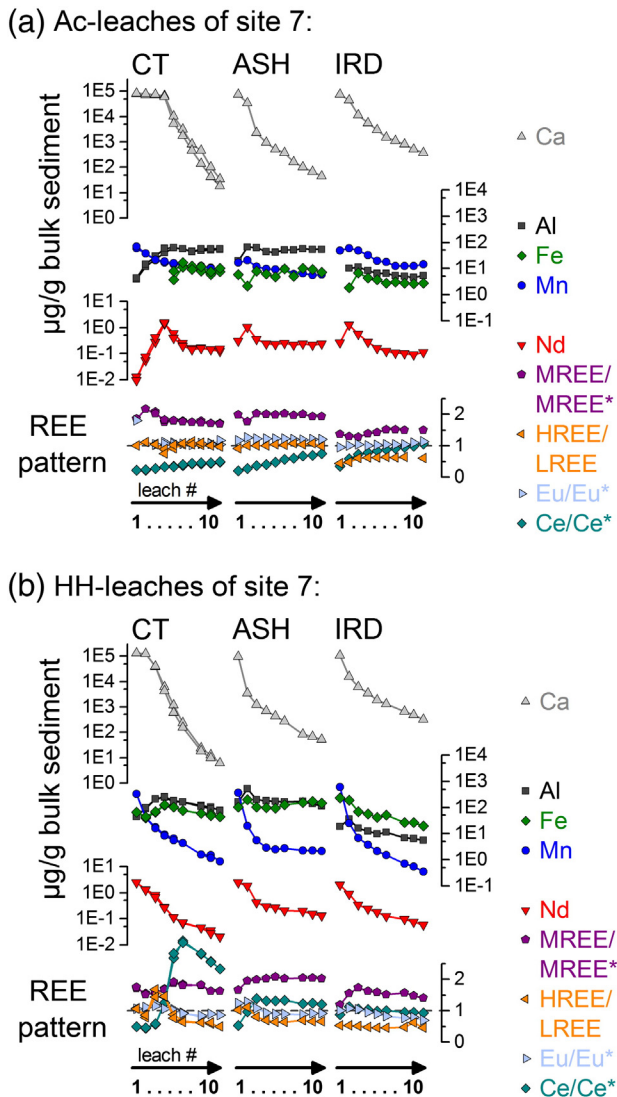 (a) Ac-leaches of site 7:
CT ASH IRD
1E5
1E4
1E3
1E2
1E1
1E0
Ca
µg/g bulk sediment
1E4
1E3
1E2
1E1
1E0
1E-1
Al
Fe
Mn
1E1
1E0
1E-1
1E-2
Nd
MREE/
MREE*
HREE/
LREE
Eu/Eu*
Ce/Ce*
REE
pattern
2
1
0
leach #
1 . . . . . 10 1 . . . . . 10 1 . . . . . 10
(b) HH-leaches of site 7:
CT ASH IRD
1E5
1E4
1E3
1E2
1E1
1E0
Ca
µg/g bulk sediment
1E4
1E3
1E2
1E1
1E0
1E-1
Al
Fe
Mn
1E1
1E0
1E-1
1E-2
Nd
MREE/
MREE*
HREE/
LREE
Eu/Eu*
Ce/Ce*
REE
pattern
2
1
0
leach #
1 . . . . . 10 1 . . . . . 10 1 . . . . . 10